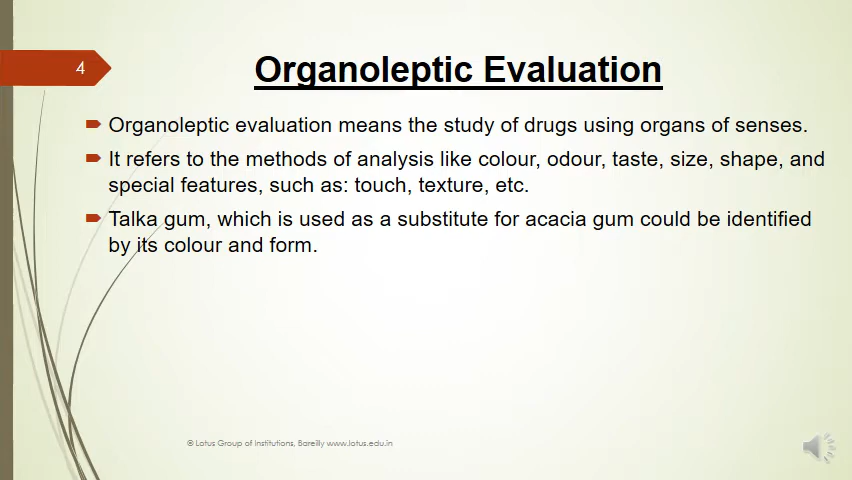 4
Organoleptic Evaluation
Organoleptic evaluation means the study of drugs using organs of senses.
It refers to the methods of analysis like colour, odour, taste, size, shape, and
special features, such as: touch, texture, etc.
Talka gum, which is used as a substitute for acacia gum could be identified
by its colour and form.
® Lotus Group of Institutions, Bareilly www.lotus.edu.in